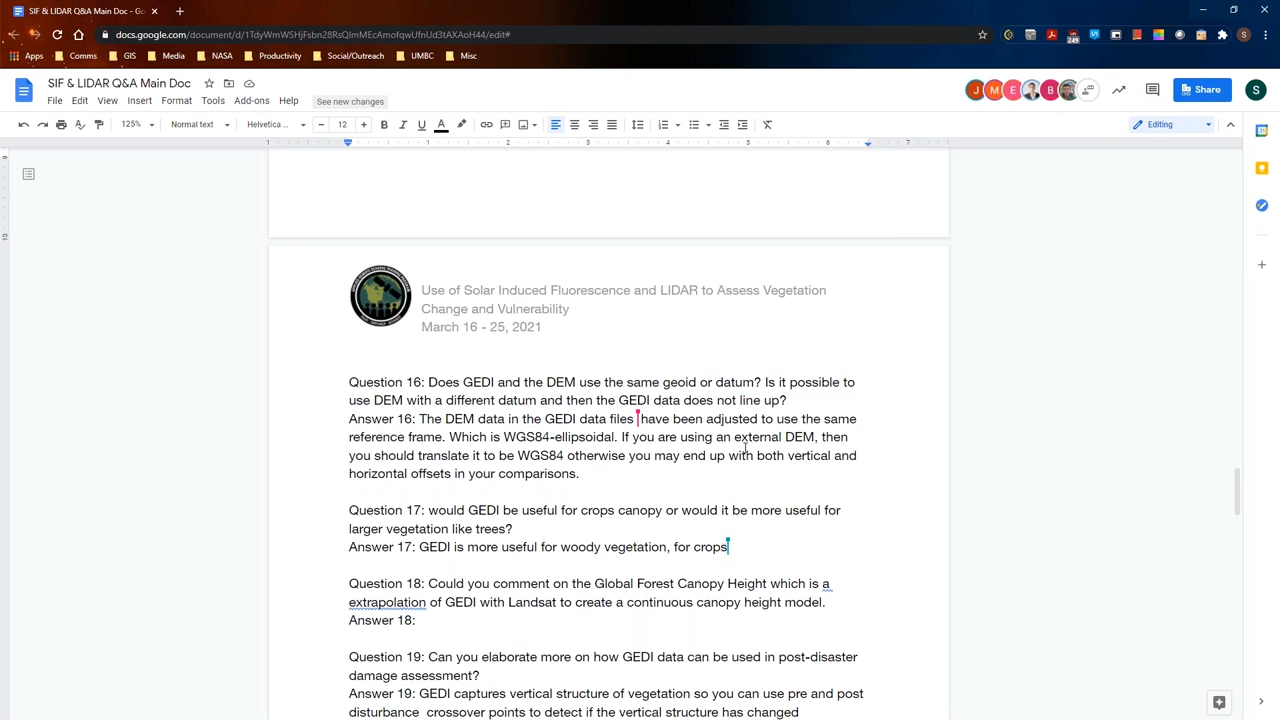 SIF & LIDAR Q&A Main Doc - Go
docs.google.com/document/d/1TdyWmWSHjFsbn28RsQImMEcAmofqwUfnUd3tAXAoH44/edit#
249
S
Apps Comms GIS Media NASA Productivity Social/Outreach UMBC Misc
SIF & LIDAR Q&A Main Doc
File Edit View Insert Format Tools Add-ons Help See new changes
J M E B Share S
125% Normal text Helvetica ... 12 B I U A Editing
1 1 2 3 4 5 6 7
9
10
Use of Solar Induced Fluorescence and LIDAR to Assess Vegetation
Change and Vulnerability
March 16 - 25, 2021
Question 16: Does GEDI and the DEM use the same geoid or datum? Is it possible to
use DEM with a different datum and then the GEDI data does not line up?
Answer 16: The DEM data in the GEDI data files have been adjusted to use the same
reference frame. Which is WGS84-ellipsoidal. If you are using an external DEM, then
you should translate it to be WGS84 otherwise you may end up with both vertical and
horizontal offsets in your comparisons.
Question 17: would GEDI be useful for crops canopy or would it be more useful for
larger vegetation like trees?
Answer 17: GEDI is more useful for woody vegetation, for crops
Question 18: Could you comment on the Global Forest Canopy Height which is a
extrapolation of GEDI with Landsat to create a continuous canopy height model.
Answer 18:
Question 19: Can you elaborate more on how GEDI data can be used in post-disaster
damage assessment?
Answer 19: GEDI captures vertical structure of vegetation so you can use pre and post
disturbance crossover points to detect if the vertical structure has changed